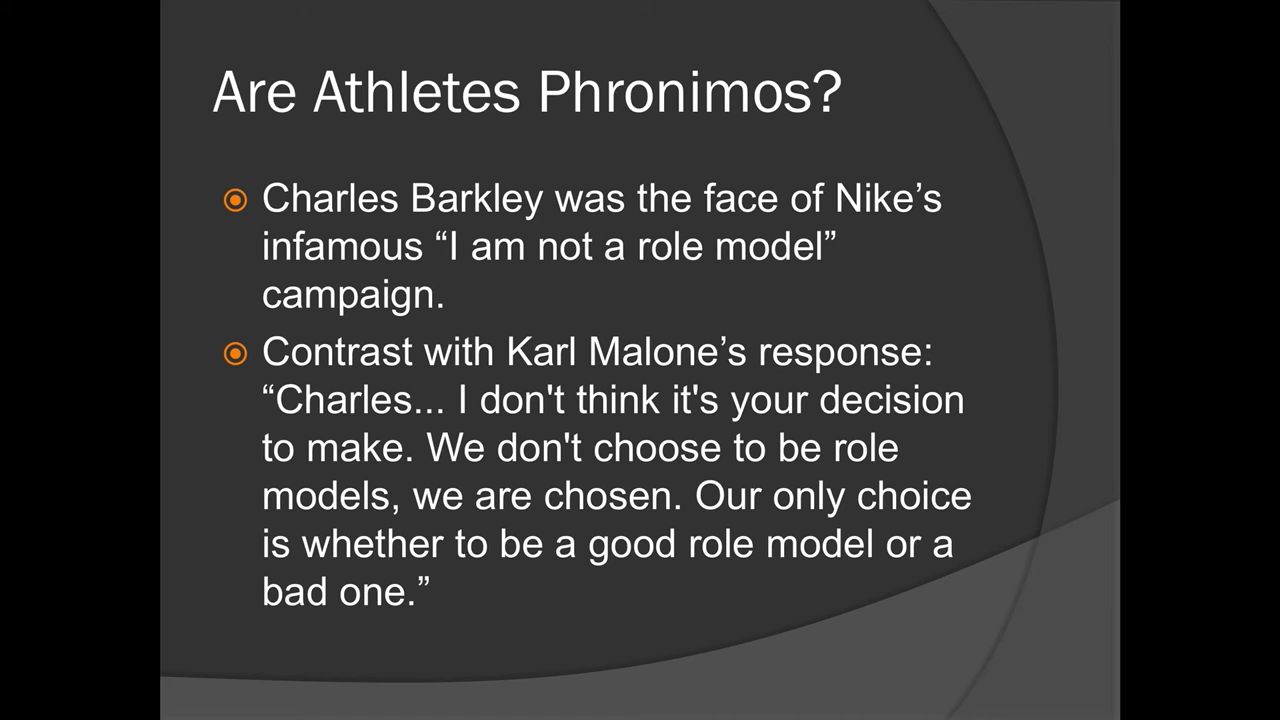 Are Athletes Phronimos?
Charles Barkley was the face of Nike’s
infamous “I am not a role model”
campaign.
Contrast with Karl Malone’s response:
“Charles... I don't think it's your decision
to make. We don't choose to be role
models, we are chosen. Our only choice
is whether to be a good role model or a
bad one.”